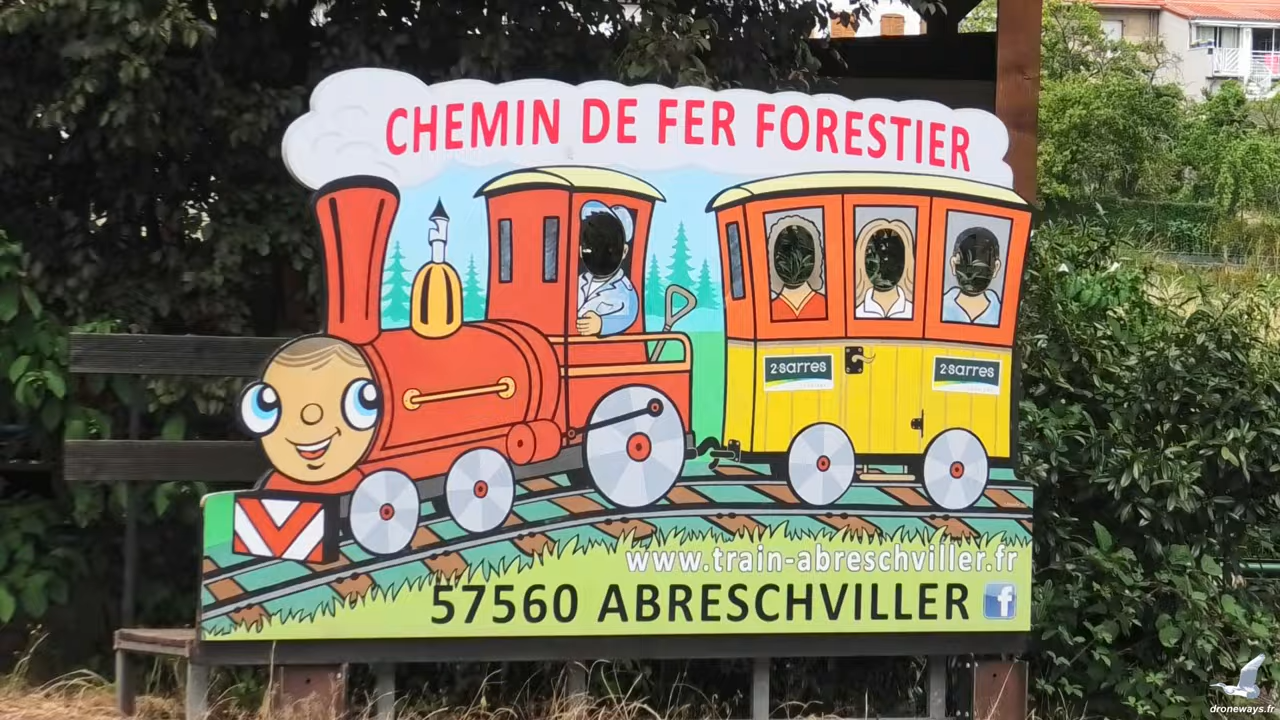 CHEMIN DE FER FORESTIER
2sarres
2sarres
www.train-abreschviller.fr
57560 ABRESCHVILLER
f
droneways.fr